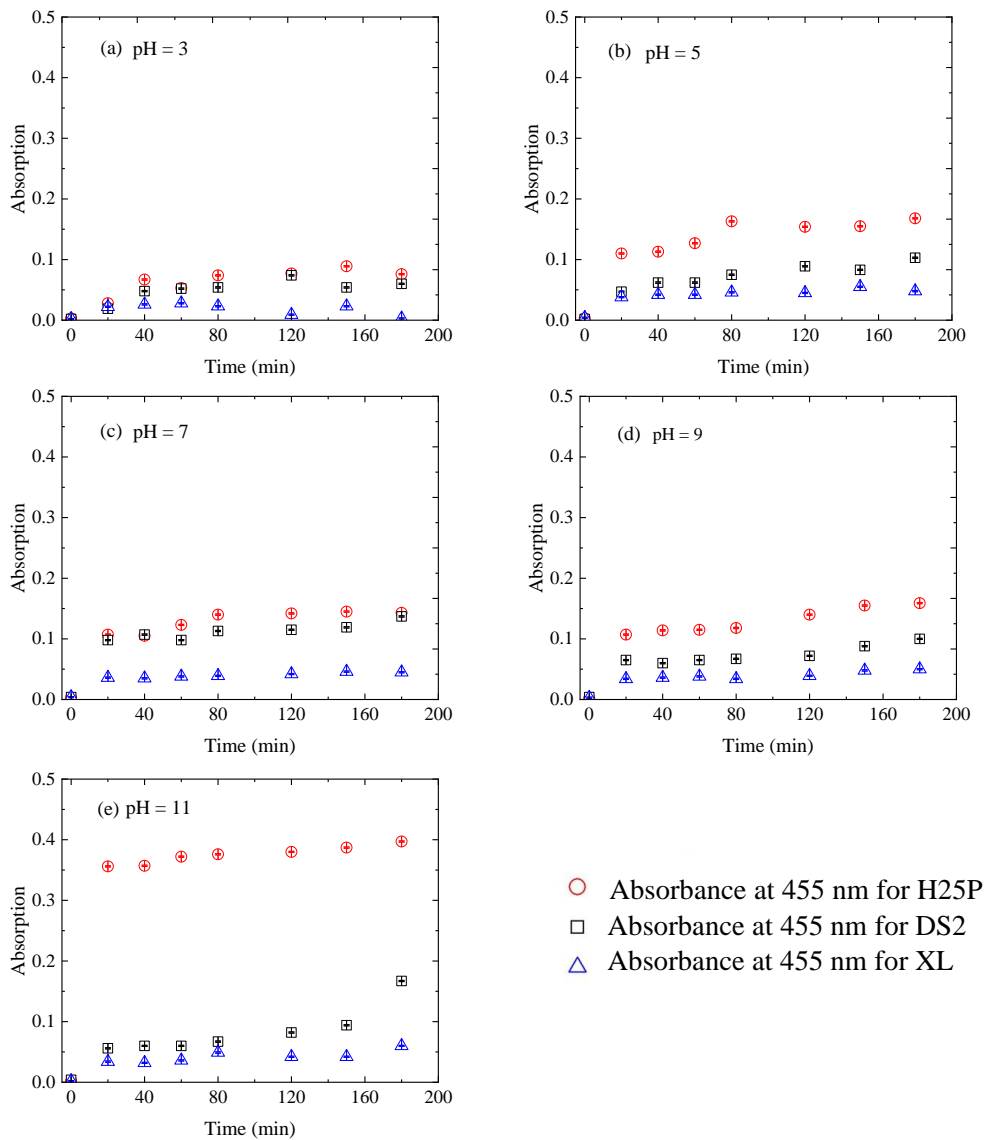 (a) pH = 3
0.5
0.4
0.3
0.2
0.1
0.0
Absorption
0 40 80 120 160 200
Time (min)
(b) pH = 5
0.5
0.4
0.3
0.2
0.1
0.0
Absorption
0 40 80 120 160 200
Time (min)
(c) pH = 7
0.5
0.4
0.3
0.2
0.1
0.0
Absorption
0 40 80 120 160 200
Time (min)
(d) pH = 9
0.5
0.4
0.3
0.2
0.1
0.0
Absorption
0 40 80 120 160 200
Time (min)
(e) pH = 11
0.5
0.4
0.3
0.2
0.1
0.0
Absorption
0 40 80 120 160 200
Time (min)
Absorbance at 455 nm for H25P
Absorbance at 455 nm for DS2
Absorbance at 455 nm for XL